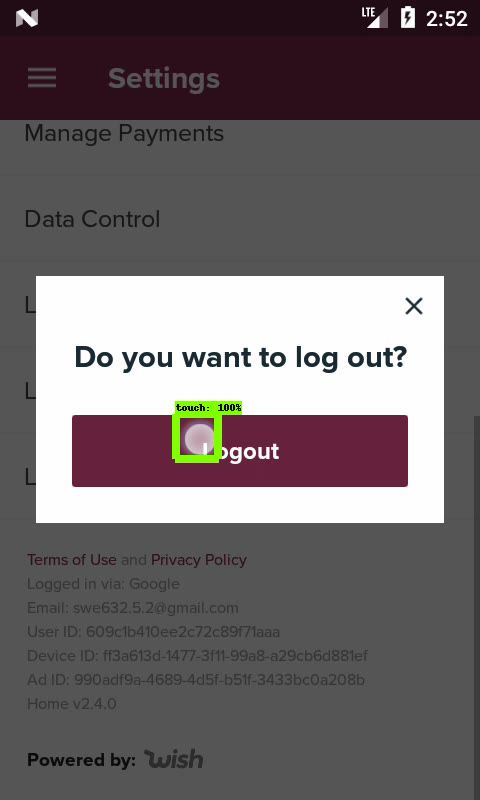 LTE 2:52
Settings
Manage Payments
Data Control
L
Do you want to log out?
L
touch: 100%
Logout
L
Terms of Use and Privacy Policy
Logged in via: Google
Email: swe632.5.2@gmail.com
User ID: 609c1b410ee2c72c89f71aaa
Device ID: ff3a613d-1477-3f11-99a8-a29cb6d881ef
Ad ID: 990adf9a-4689-4d5f-b51f-3433bc0a208b
Home v2.4.0
Powered by: wish